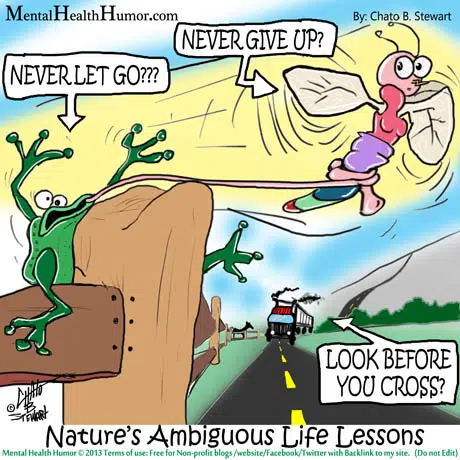 MentalHealthHumor.com
By: Chato B. Stewart
NEVER GIVE UP?
NEVER LET GO???
LOOK BEFORE
YOU CROSS?
© CHATO
B
STEWART
Nature's Ambiguous Life Lessons
Mental Health Humor © 2013 Terms of use: Free for Non-profit blogs /website/Facebook/Twitter with Backlink to my site. (Do not Edit)